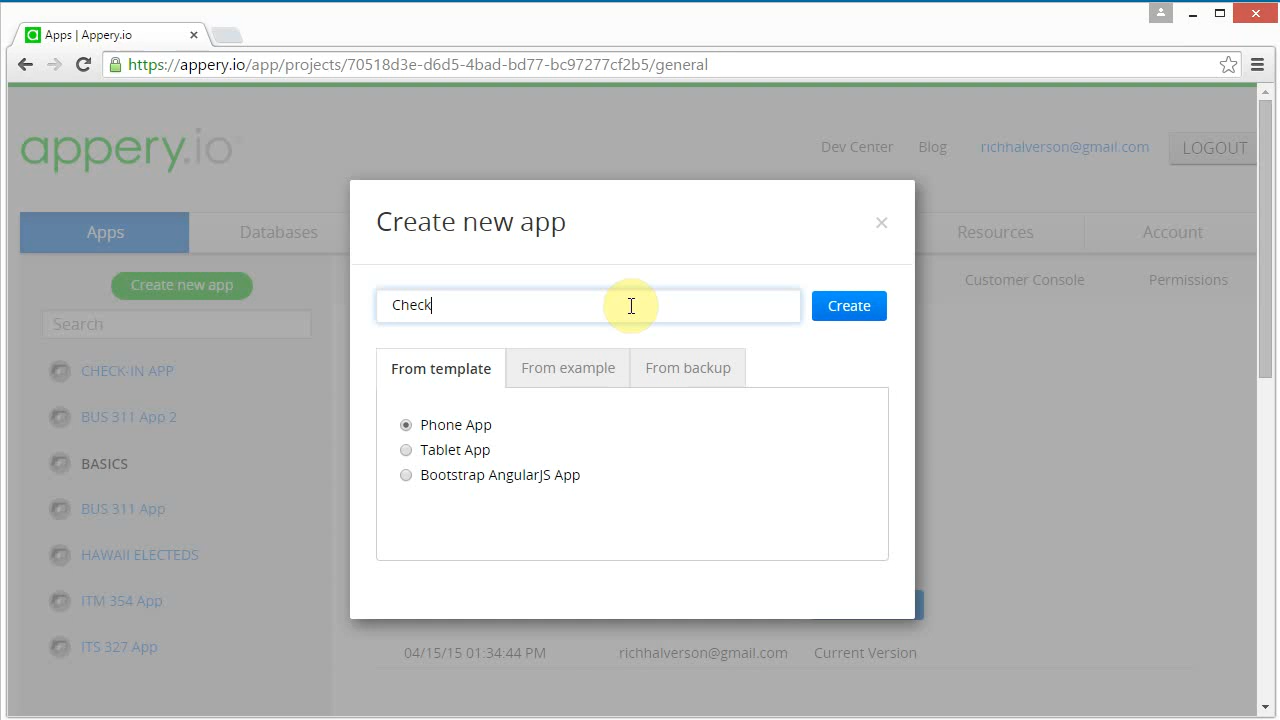 Apps | Appery.io
https://appery.io/app/projects/70518d3e-d6d5-4bad-bd77-bc97277cf2b5/general
appery.io
Dev Center Blog richhalverson@gmail.com LOGOUT
Apps Databases Resources Account
Create new app
Search
CHECK-IN APP
BUS 311 App 2
BASICS
BUS 311 App
HAWAII ELECTEDS
ITM 354 App
ITS 327 App
Customer Console Permissions
Create new app
Check
Create
From template From example From backup
Phone App
Tablet App
Bootstrap AngularJS App
04/15/15 01:34:44 PM richhalverson@gmail.com Current Version